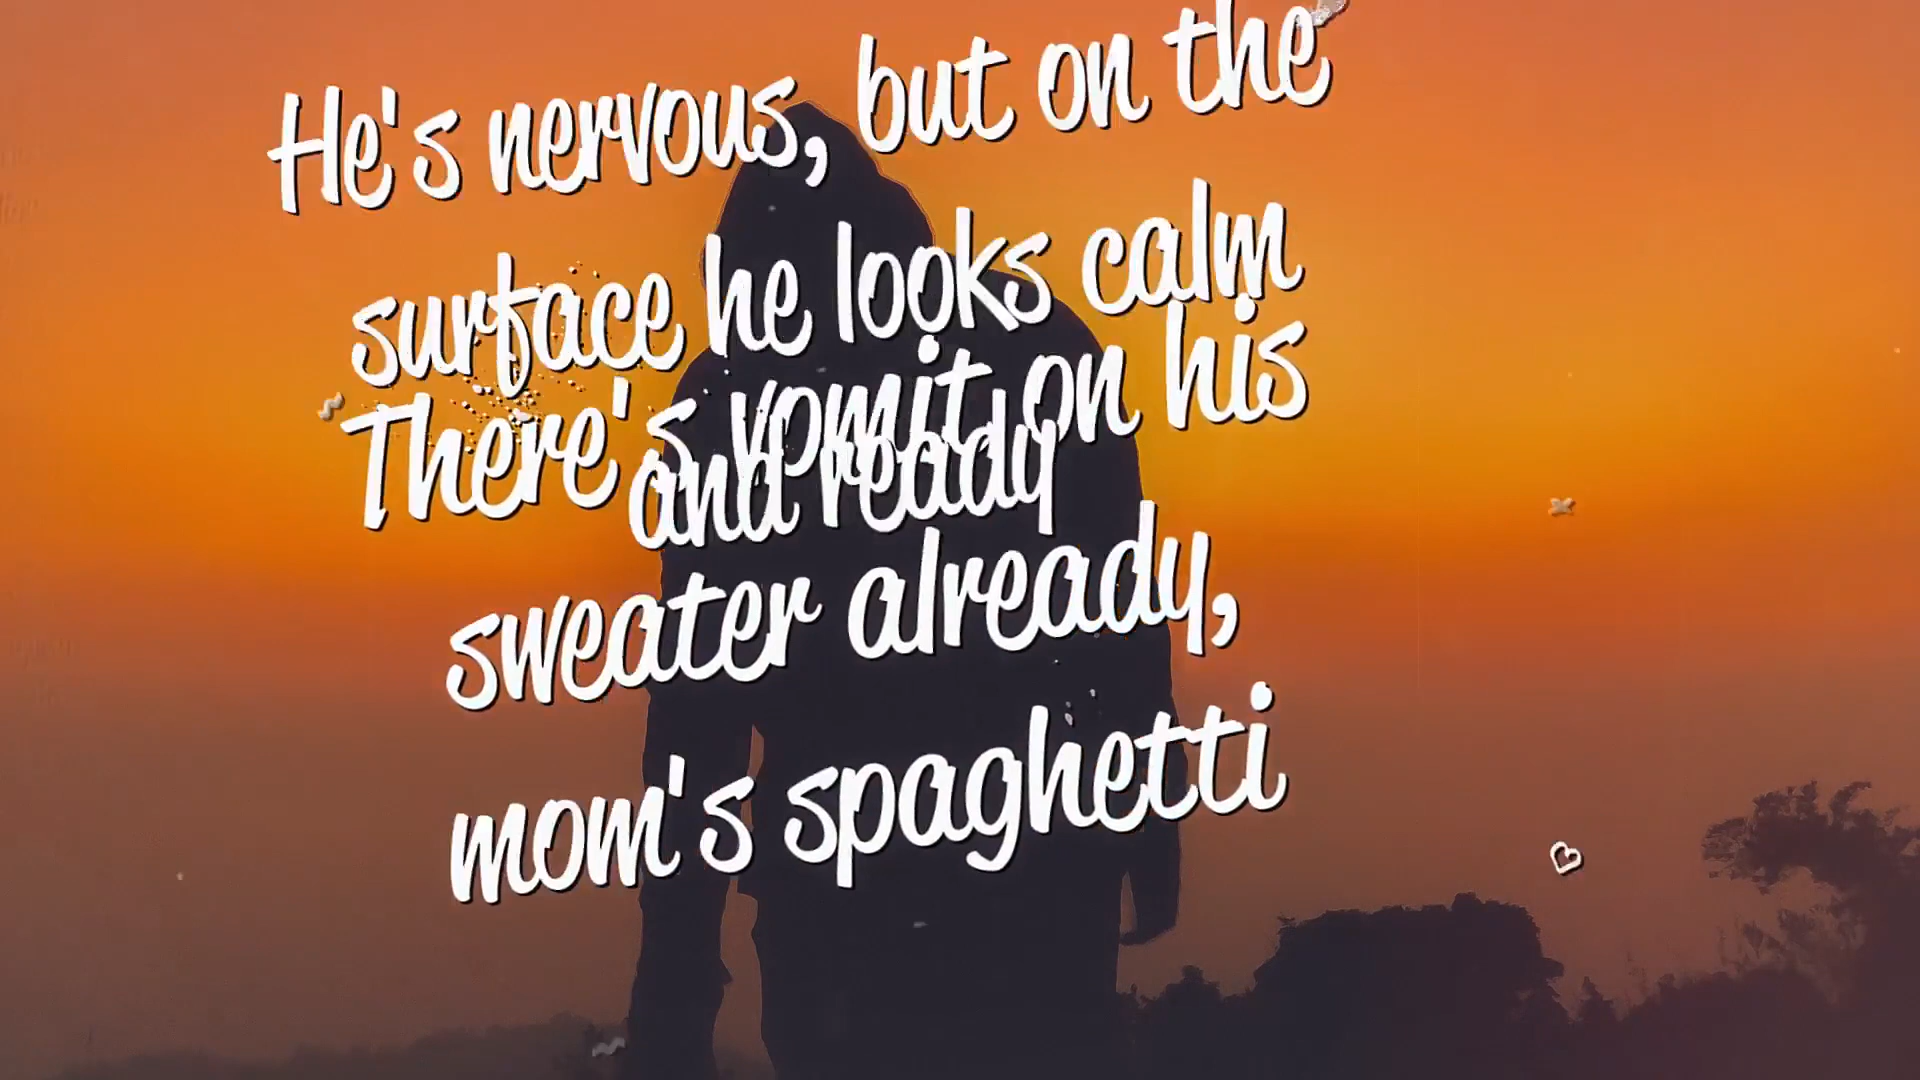 He's nervous, but on the
surface he looks calm
There's vomit on his
and ready
sweater already,
mom's spaghetti